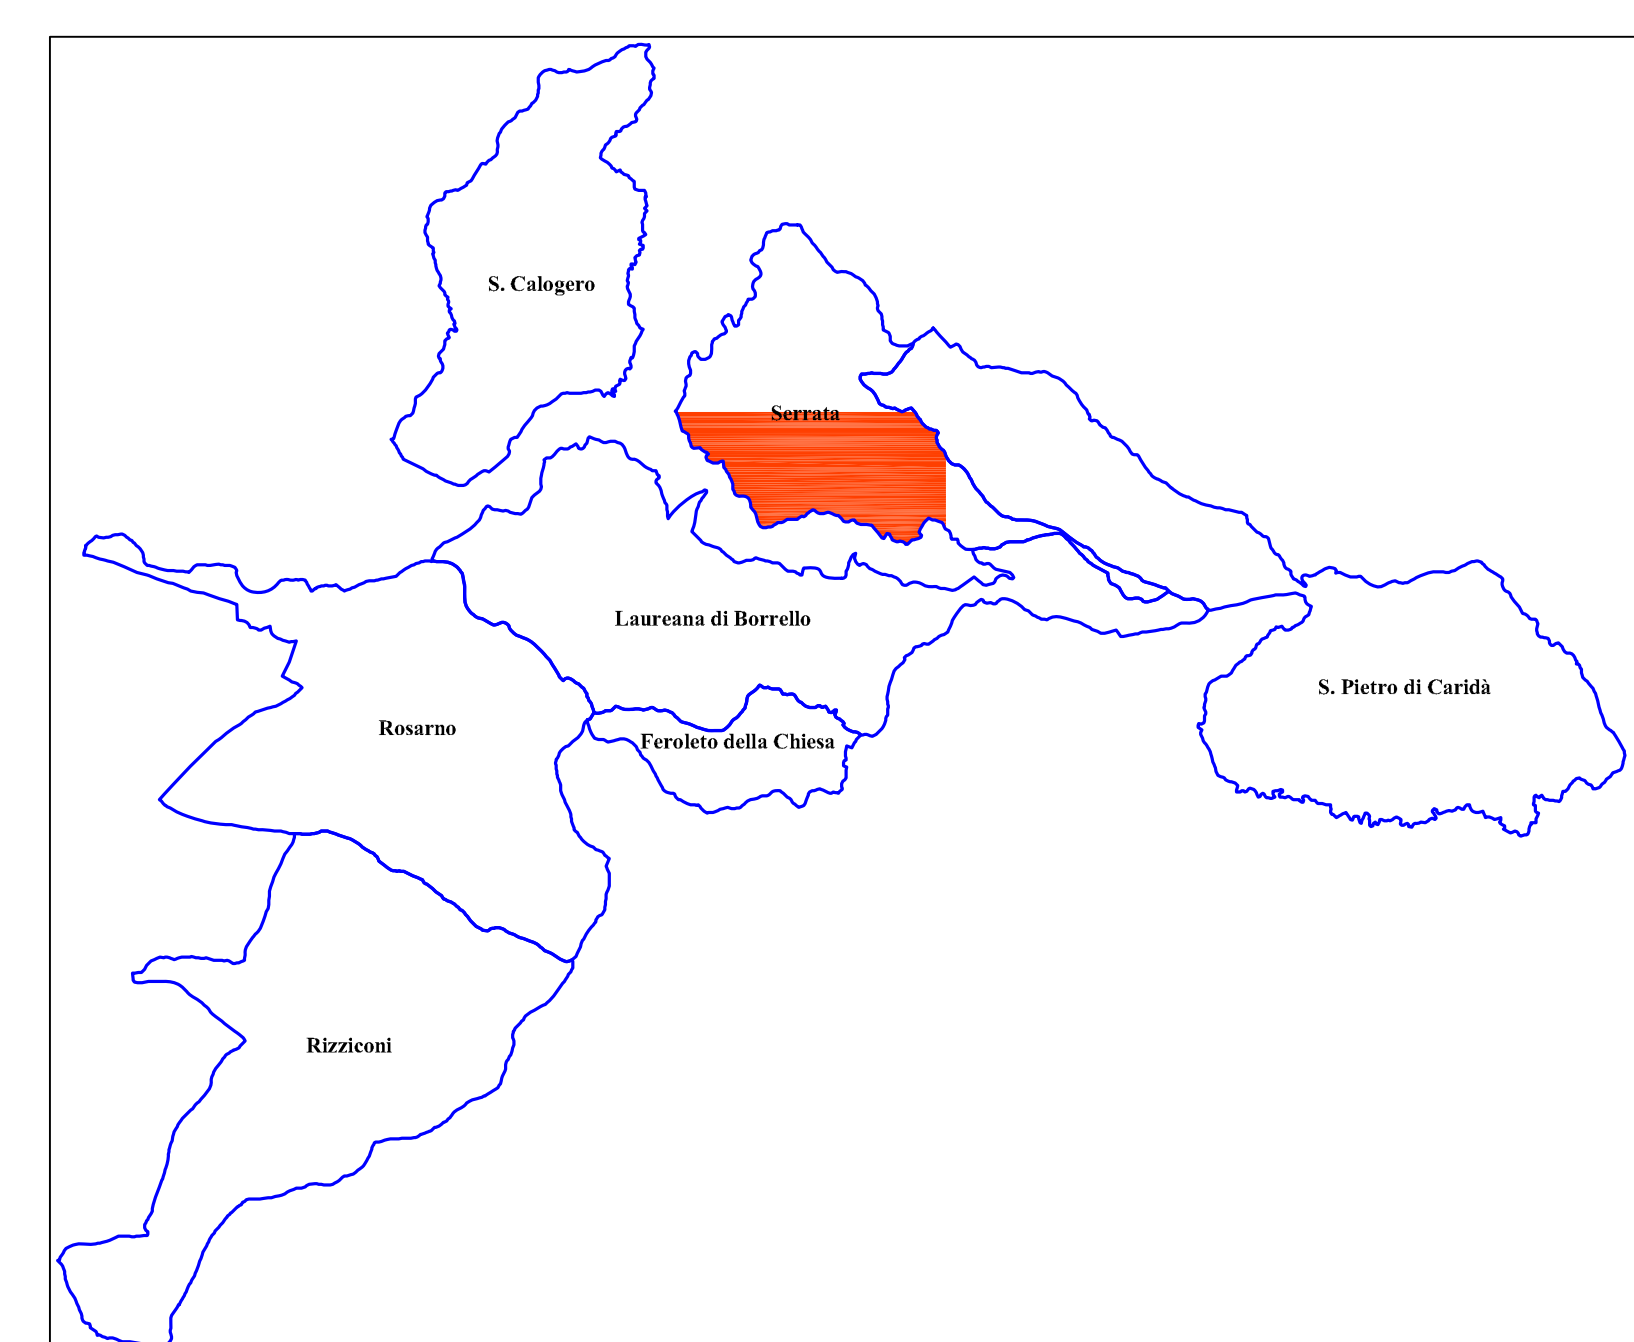 S. Calogero
Serrata
Laureana di Borrello
S. Pietro di Caridà
Rosarno
Feroleto della Chiesa
Rizziconi